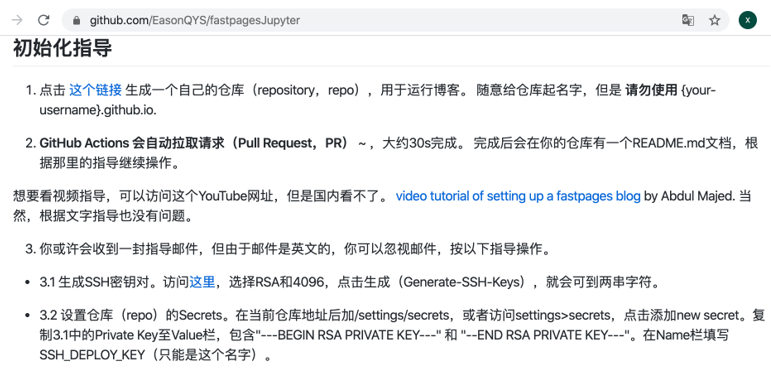 github.com/EasonQYS/fastpagesJupyter
X
初始化指导
1. 点击 这个链接 生成一个自己的仓库（repository，repo），用于运行博客。 随意给仓库起名字，但是 请勿使用 {your-
username}.github.io.
2. GitHub Actions 会自动拉取请求（Pull Request，PR） ~ ，大约30s完成。 完成后会在你的仓库有一个README.md文档，根
据那里的指导继续操作。
想要看视频指导，可以访问这个YouTube网址，但是国内看不了。 video tutorial of setting up a fastpages blog by Abdul Majed. 当
然，根据文字指导也没有问题。
3. 你或许会收到一封指导邮件，但由于邮件是英文的，你可以忽视邮件，按以下指导操作。
• 3.1 生成SSH密钥对。访问这里，选择RSA和4096，点击生成（Generate-SSH-Keys），就会可到两串字符。
• 3.2 设置仓库（repo）的Secrets。在当前仓库地址后加/settings/secrets，或者访问settings>secrets，点击添加new secret。复
制3.1中的Private Key至Value栏，包含"---BEGIN RSA PRIVATE KEY---" 和 "--END RSA PRIVATE KEY---"。在Name栏填写
SSH_DEPLOY_KEY（只能是这个名字）。